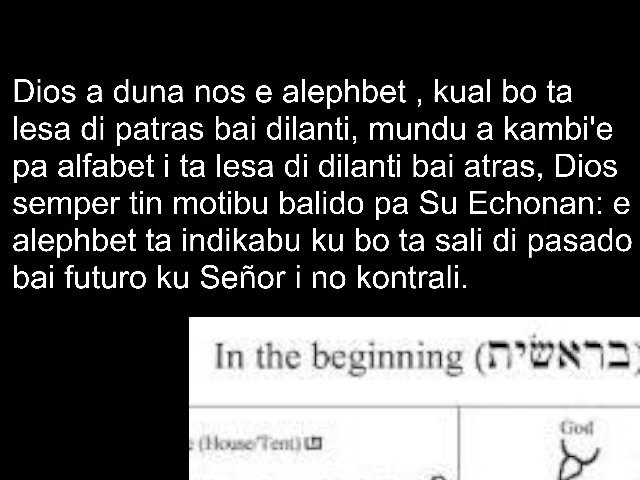 Dios a duna nos e alephbet , kual bo ta
lesa di patras bai dilanti, mundu a kambi'e
pa alfabet i ta lesa di dilanti bai atras, Dios
semper tin motibu balido pa Su Echonan: e
alephbet ta indikabu ku bo ta sali di pasado
bai futuro ku Señor i no kontrali.
In the beginning (בראשׂית)
(House/Tent)
God